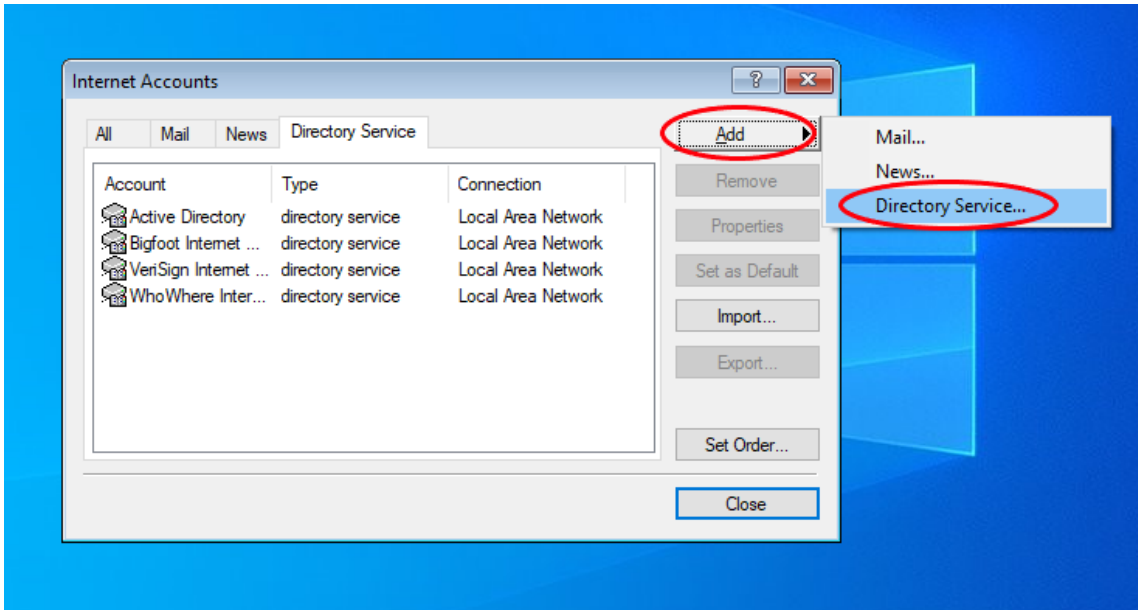 Internet Accounts
All Mail News Directory Service
Add
Mail...
News...
Directory Service...
Account Type Connection
Active Directory directory service Local Area Network
Bigfoot Internet ... directory service Local Area Network
VeriSign Internet ... directory service Local Area Network
WhoWhere Inter... directory service Local Area Network
Remove
Properties
Set as Default
Import...
Export...
Set Order...
Close